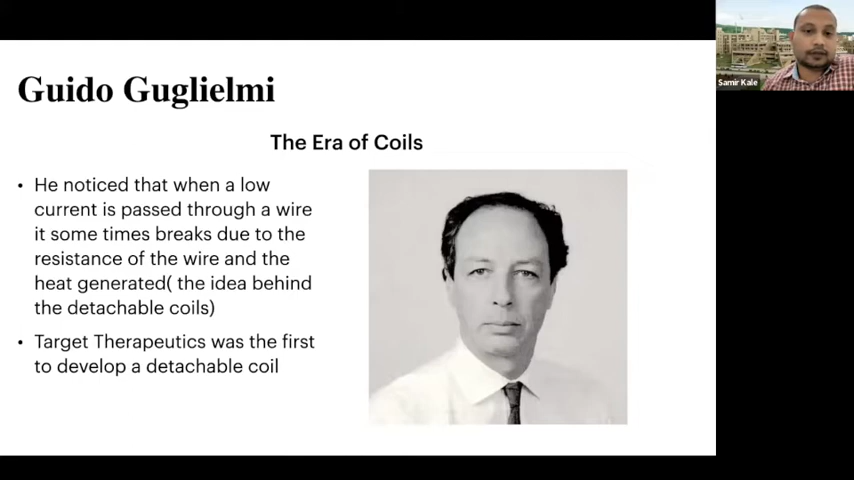 Guido Guglielmi
The Era of Coils
• He noticed that when a low
current is passed through a wire
it some times breaks due to the
resistance of the wire and the
heat generated( the idea behind
the detachable coils)
• Target Therapeutics was the first
to develop a detachable coil
Samir Kale